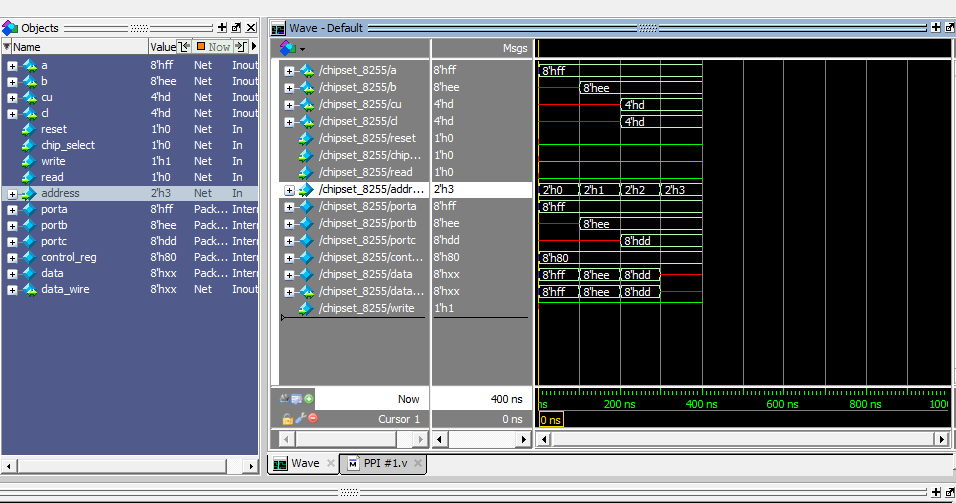 Objects
Name Value Now
a 8'hff Net Inout
b 8'hee Net Inout
cu 4'hd Net Inout
cl 4'hd Net Inout
reset 1'h0 Net In
chip_select 1'h0 Net In
write 1'h1 Net In
read 1'h0 Net In
address 2'h3 Net In
porta 8'hff Pack... Intern
portb 8'hee Pack... Intern
portc 8'hdd Pack... Intern
control_reg 8'h80 Pack... Intern
data 8'hxx Pack... Intern
data_wire 8'hxx Net Inout
Wave - Default
Msgs
/chipset_8255/a 8'hff 8'hff
/chipset_8255/b 8'hee 8'hee
/chipset_8255/cu 4'hd 4'hd
/chipset_8255/cl 4'hd 4'hd
/chipset_8255/reset 1'h0
/chipset_8255/chip... 1'h0
/chipset_8255/read 1'h0
/chipset_8255/addr... 2'h3 2'h0 2'h1 2'h2 2'h3
/chipset_8255/porta 8'hff 8'hff
/chipset_8255/portb 8'hee 8'hee
/chipset_8255/portc 8'hdd 8'hdd
/chipset_8255/cont... 8'h80 8'h80
/chipset_8255/data 8'hxx 8'hff 8'hee 8'hdd
/chipset_8255/data... 8'hxx 8'hff 8'hee 8'hdd
/chipset_8255/write 1'h1
Now 400 ns ns 200 ns 400 ns 600 ns 800 ns 100
Cursor 1 0 ns 0 ns
Wave PPI #1.v